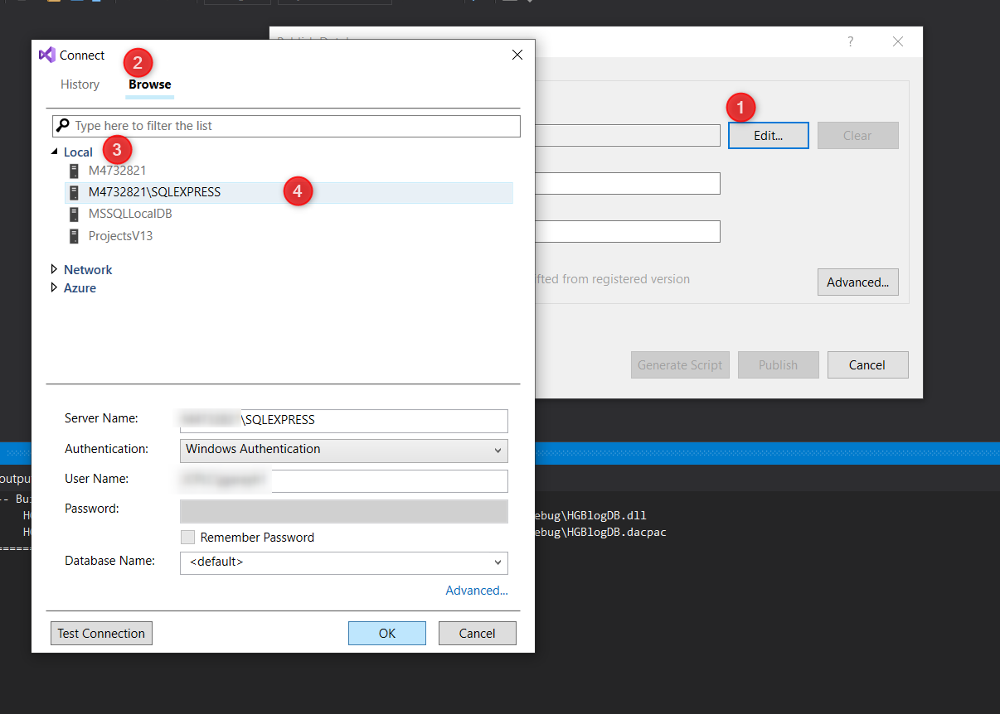 Connect
2
History
Browse
Type here to filter the list
Local
3
M4732821
M4732821\SQLEXPRESS
4
MSSQLLocalDB
ProjectsV13
Network
Azure
Server Name:
\SQLEXPRESS
Authentication:
Windows Authentication
User Name:
Password:
Remember Password
Database Name:
<default>
Advanced...
Test Connection
OK
Cancel
?
1
Edit...
Clear
fted from registered version
Advanced...
Generate Script
Publish
Cancel
outpu
-- Bu
ebug\HGBlogDB.dll
ebug\HGBlogDB.dacpac